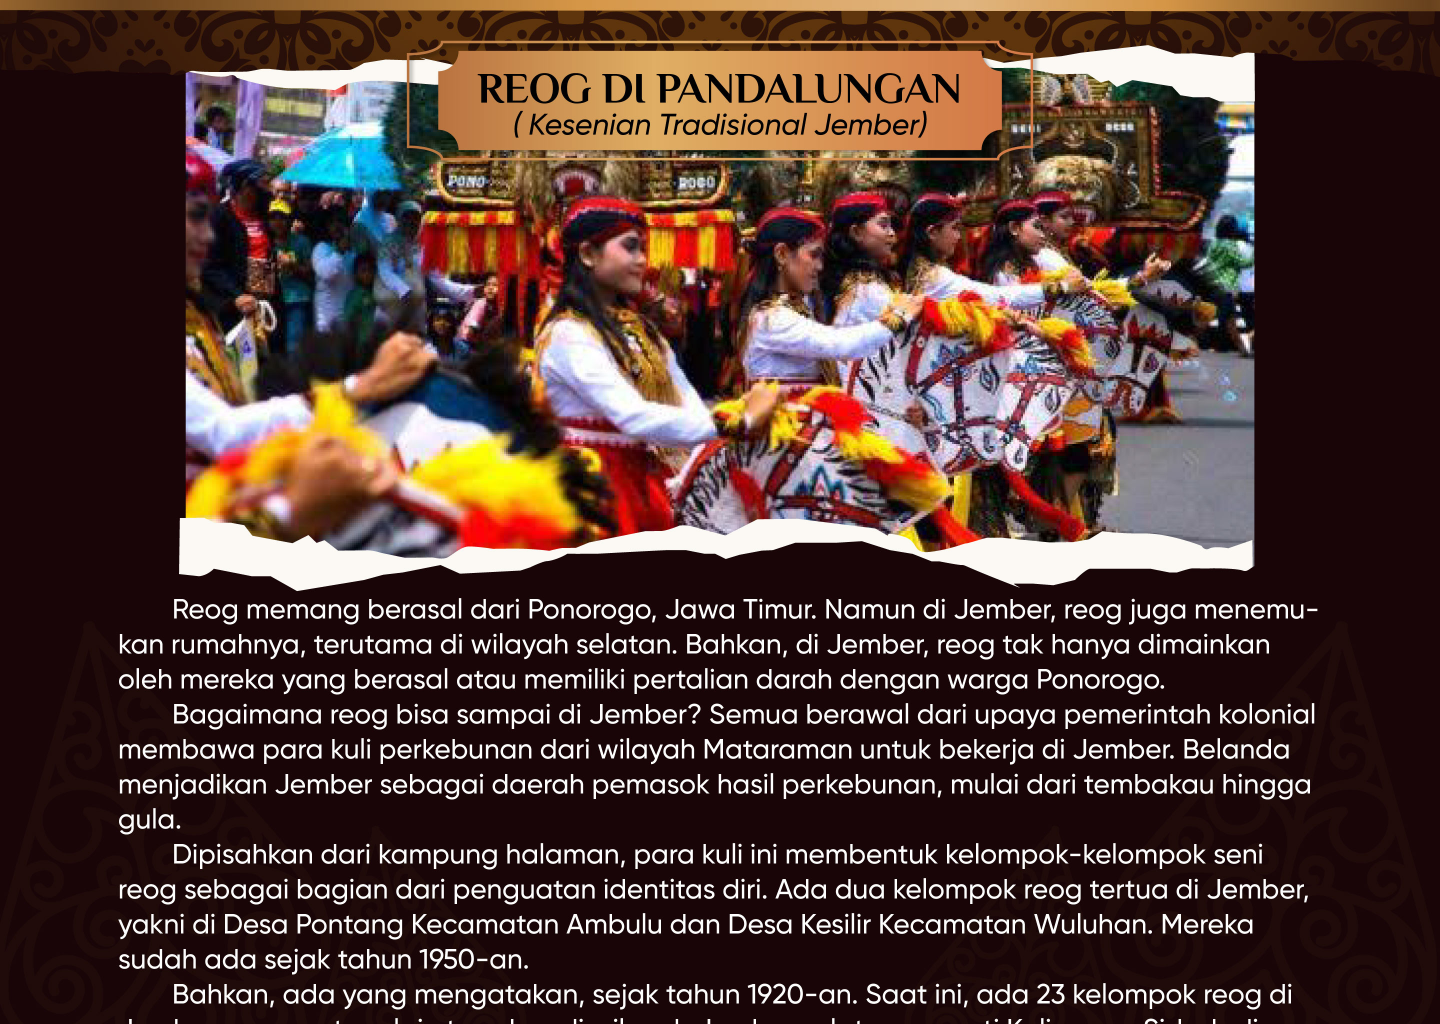 REOG DI PANDALUNGAN
( Kesenian Tradisional Jember)
PONO
ROGO
Reog memang berasal dari Ponorogo, Jawa Timur. Namun di Jember, reog juga menemu-
kan rumahnya, terutama di wilayah selatan. Bahkan, di Jember, reog tak hanya dimainkan
oleh mereka yang berasal atau memiliki pertalian darah dengan warga Ponorogo.
Bagaimana reog bisa sampai di Jember? Semua berawal dari upaya pemerintah kolonial
membawa para kuli perkebunan dari wilayah Mataraman untuk bekerja di Jember. Belanda
menjadikan Jember sebagai daerah pemasok hasil perkebunan, mulai dari tembakau hingga
gula.
Dipisahkan dari kampung halaman, para kuli ini membentuk kelompok-kelompok seni
reog sebagai bagian dari penguatan identitas diri. Ada dua kelompok reog tertua di Jember,
yakni di Desa Pontang Kecamatan Ambulu dan Desa Kesilir Kecamatan Wuluhan. Mereka
sudah ada sejak tahun 1950-an.
Bahkan, ada yang mengatakan, sejak tahun 1920-an. Saat ini, ada 23 kelompok reog di